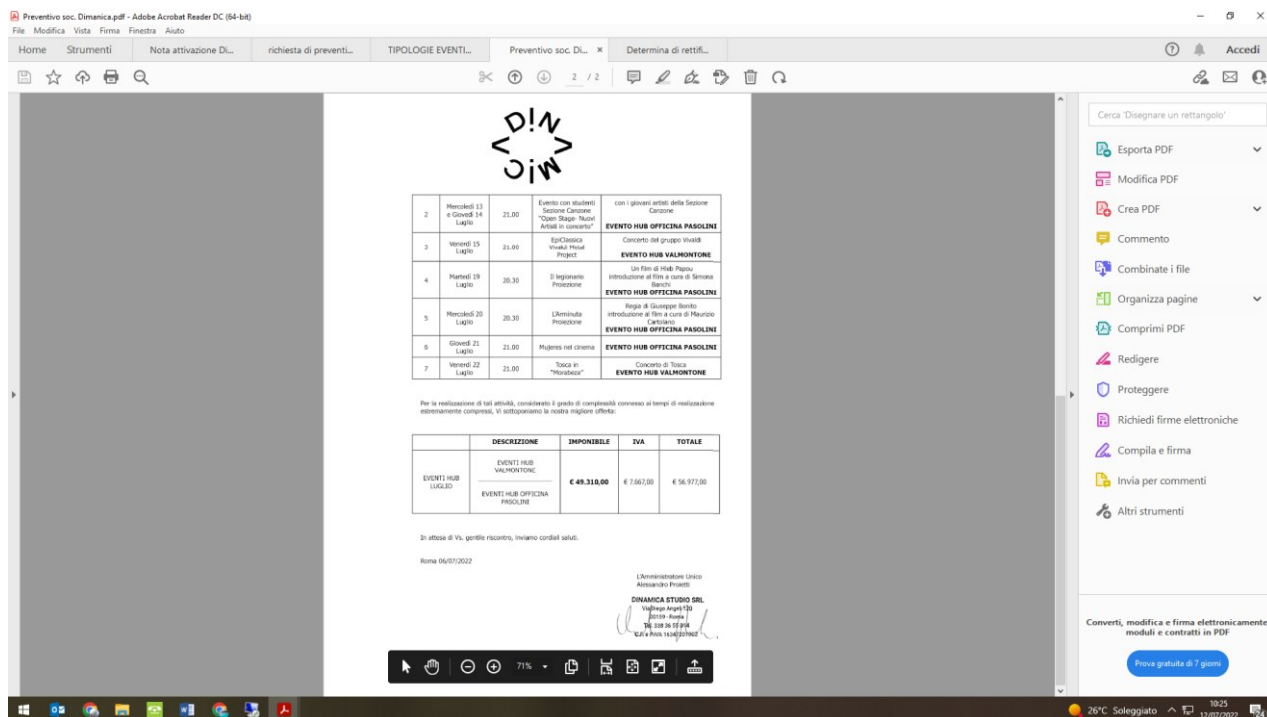 Preventivo soc. Dimanica.pdf - Adobe Acrobat Reader DC (64-bit)
File Modifica Vista Firma Finestra Aiuto
Home Strumenti Nota attivazione Di... richiesta di preventi... TIPOLOGIE EVENTI... Preventivo soc. Di... × Determina di rettifi... Accedi
2 / 2
D!N
MiC
2 Mercoledì 13 e Giovedì 14 Luglio 21.00 Evento con studenti Sezione Canzone "Open Stage- Nuovi Artisti in concerto" con i giovani artisti della Sezione Canzone EVENTO HUB OFFICINA PASOLINI
3 Venerdì 15 Luglio 21.00 EpiClassica Vivaldi Metal Project Concerto del gruppo Vivaldi EVENTO HUB VALMONTONE
4 Martedì 19 Luglio 20.30 Il legionario Proiezione Un film di Hleb Papou introduzione al film a cura di Simona Banchi EVENTO HUB OFFICINA PASOLINI
5 Mercoledì 20 Luglio 20.30 L'Arminuta Proiezione Regia di Giuseppe Bonito introduzione al film a cura di Maurizio Cartolano EVENTO HUB OFFICINA PASOLINI
6 Giovedì 21 Luglio 21.00 Mujeres nel cinema EVENTO HUB OFFICINA PASOLINI
7 Venerdì 22 Luglio 21.00 Tosca in "Morabeza" Concerto di Tosca EVENTO HUB VALMONTONE
Per la realizzazione di tali attività, considerato il grado di complessità connesso ai tempi di realizzazione
estremamente compressi, Vi sottoponiamo la nostra migliore offerta:
DESCRIZIONE IMPONIBILE IVA TOTALE
EVENTI HUB LUGLIO EVENTI HUB VALMONTONE EVENTI HUB OFFICINA PASOLINI € 49.310,00 € 7.667,00 € 56.977,00
In attesa di Vs. gentile riscontro, inviamo cordiali saluti.
Roma 06/07/2022
L'Amministratore Unico
Alessandro Proietti
DINAMICA STUDIO SRL
Via Diego Angeli 120
00159 - Roma
71%
Cerca 'Disegnare un rettangolo'
Esporta PDF
Modifica PDF
Crea PDF
Commento
Combinate i file
Organizza pagine
Comprimi PDF
Redigere
Proteggere
Richiedi firme elettroniche
Compila e firma
Invia per commenti
Altri strumenti
Converti, modifica e firma elettronicamente
moduli e contratti in PDF
Prova gratuita di 7 giorni
26°C Soleggiato
10:25
12/07/2022
24